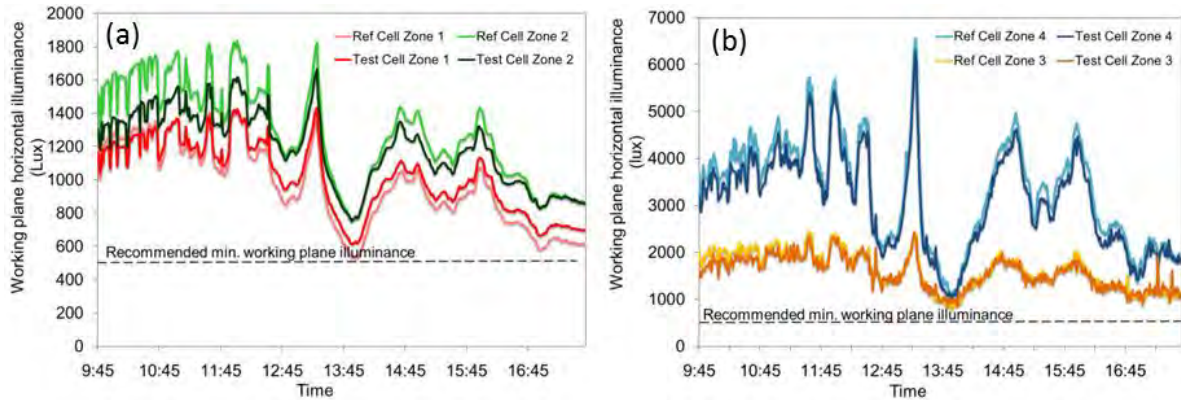 (a)
Ref Cell Zone 1
Ref Cell Zone 2
Test Cell Zone 1
Test Cell Zone 2
Working plane horizontal illuminance
(Lux)
2000
1800
1600
1400
1200
1000
800
600
400
200
0
Recommended min. working plane illuminance
9:45 10:45 11:45 12:45 13:45 14:45 15:45 16:45
Time
(b)
Ref Cell Zone 4
Test Cell Zone 4
Ref Cell Zone 3
Test Cell Zone 3
Working plane horizontal illuminance
(lux)
7000
6000
5000
4000
3000
2000
1000
0
Recommended min. working plane illuminance
9:45 10:45 11:45 12:45 13:45 14:45 15:45 16:45
Time